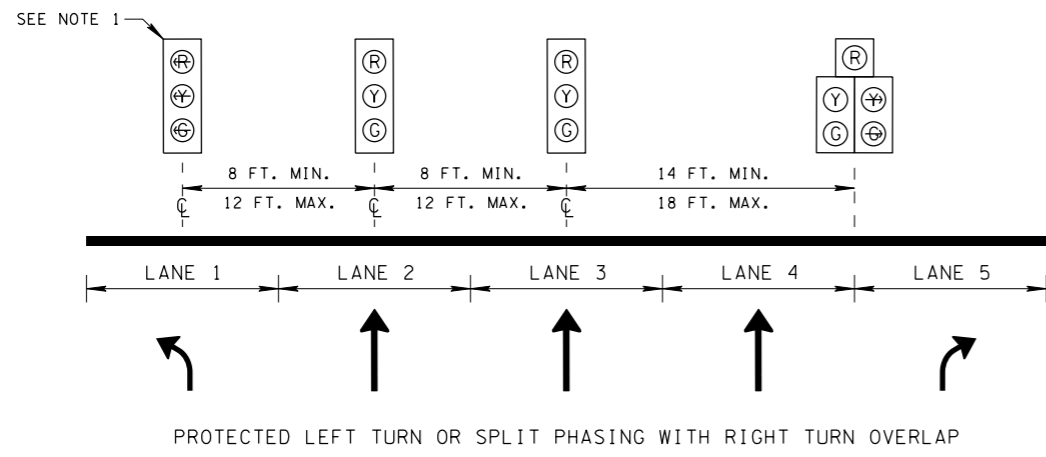 SEE NOTE 1
R R R R
Y Y Y Y Y
G G G G G
8 FT. MIN. 8 FT. MIN. 14 FT. MIN.
℄ 12 FT. MAX. ℄ 12 FT. MAX. ℄ 18 FT. MAX.
LANE 1 LANE 2 LANE 3 LANE 4 LANE 5
PROTECTED LEFT TURN OR SPLIT PHASING WITH RIGHT TURN OVERLAP